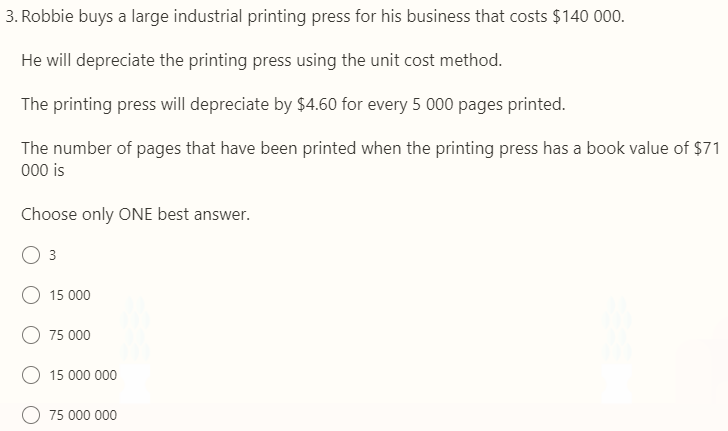 3. Robbie buys a large industrial printing press for his business that costs $140 000.
He will depreciate the printing press using the unit cost method.
The printing press will depreciate by $4.60 for every 5 000 pages printed.
The number of pages that have been printed when the printing press has a book value of $71
000 is
Choose only ONE best answer.
3
15 000
75 000
15 000 000
75 000 000